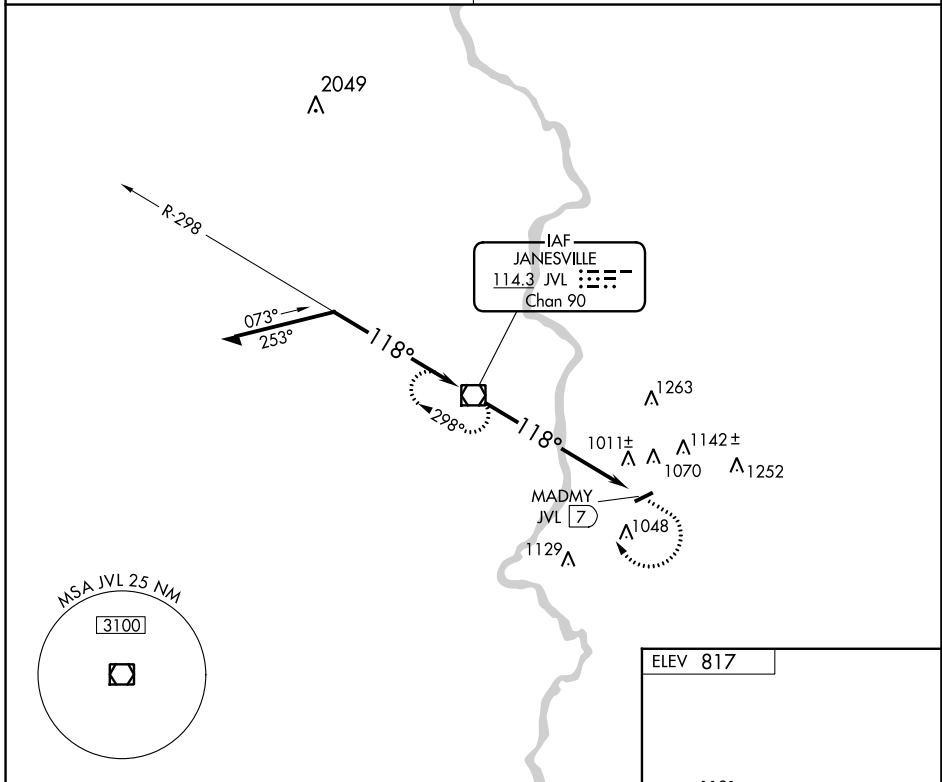 2049
R-298
IAF
JANESVILLE
114.3 JVL
Chan 90
073°
253°
118°
298°
118°
1263
1011±
1142±
1070
1252
MADMY
JVL 7
1048
1129
MSA JVL 25 NM
3100
ELEV 817